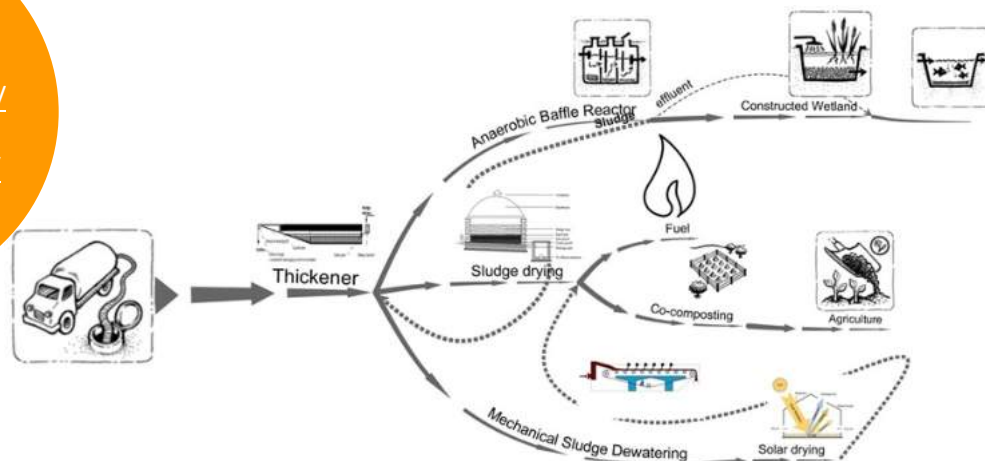 Anaerobic Baffle Reactor
Sludge
effluent
Constructed Wetland
Fuel
Thickener
Sludge drying
Co-composting
Agriculture
Mechanical Sludge Dewatering
Solar drying